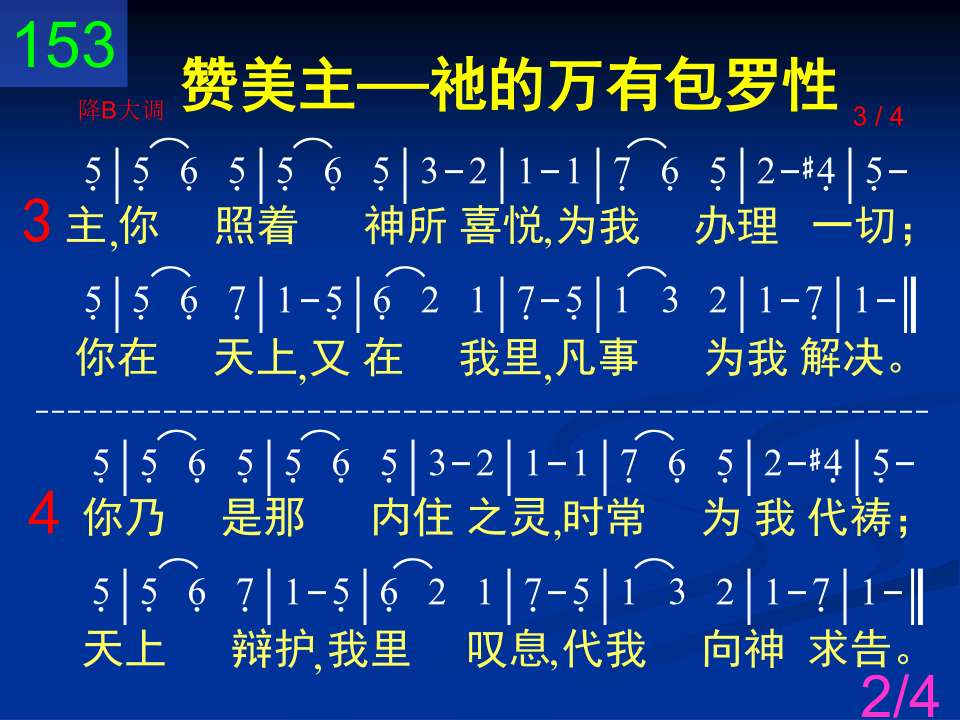 153
赞美主──祂的万有包罗性
降B大调
3 / 4
5̣ | 5̣ 6̣ 5̣ | 5̣ 6̣ 5̣ | 3 - 2 | 1 - 1 | 7̣ 6̣ 5̣ | 2 - #4̣ | 5̣ -
3 主,你 照着 神所 喜悦,为我 办理 一切；
5̣ | 5̣ 6̣ 7̣ | 1 - 5̣ | 6̣ 2 1 | 7̣ - 5̣ | 1 3 2 | 1 - 7̣ | 1 - ‖
你在 天上,又 在 我里,凡事 为我 解决。
5̣ | 5̣ 6̣ 5̣ | 5̣ 6̣ 5̣ | 3 - 2 | 1 - 1 | 7̣ 6̣ 5̣ | 2 - #4̣ | 5̣ -
4 你乃 是那 内住 之灵,时常 为 我 代祷；
5̣ | 5̣ 6̣ 7̣ | 1 - 5̣ | 6̣ 2 1 | 7̣ - 5̣ | 1 3 2 | 1 - 7̣ | 1 - ‖
天上 辩护,我里 叹息,代我 向神 求告。
2/4